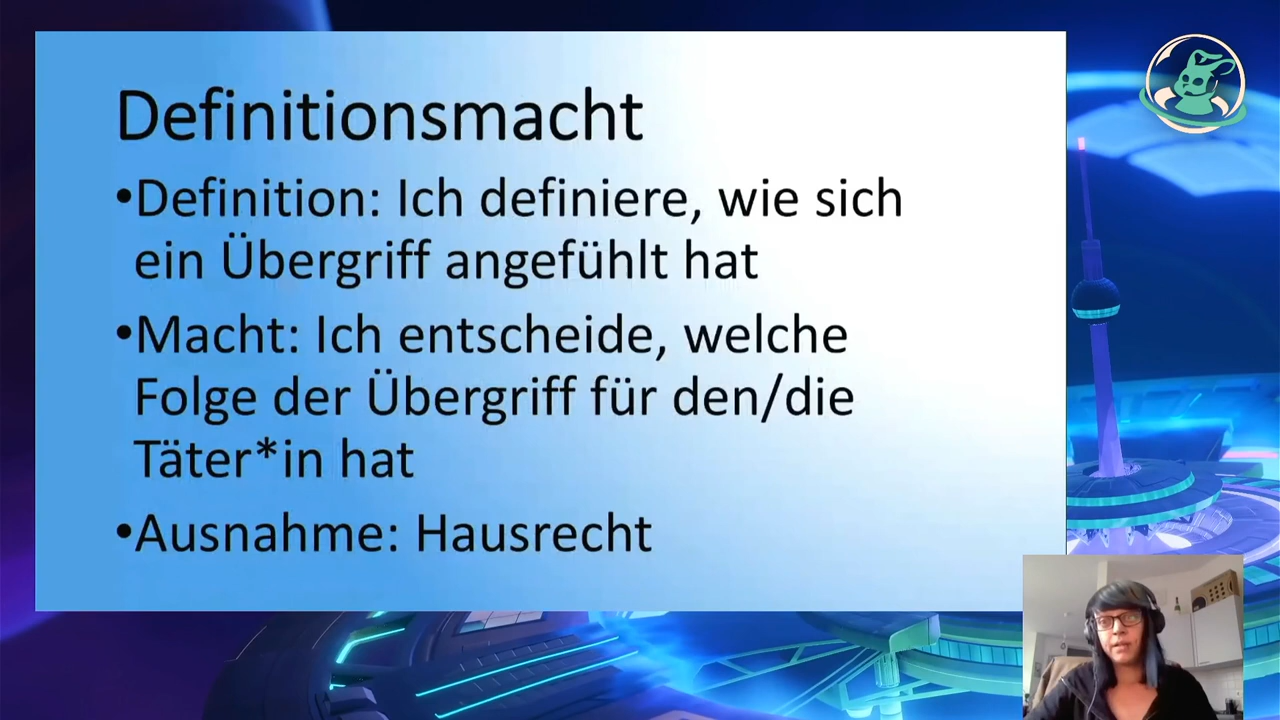 Definitionsmacht
•Definition: Ich definiere, wie sich
ein Übergriff angefühlt hat
•Macht: Ich entscheide, welche
Folge der Übergriff für den/die
Täter*in hat
•Ausnahme: Hausrecht